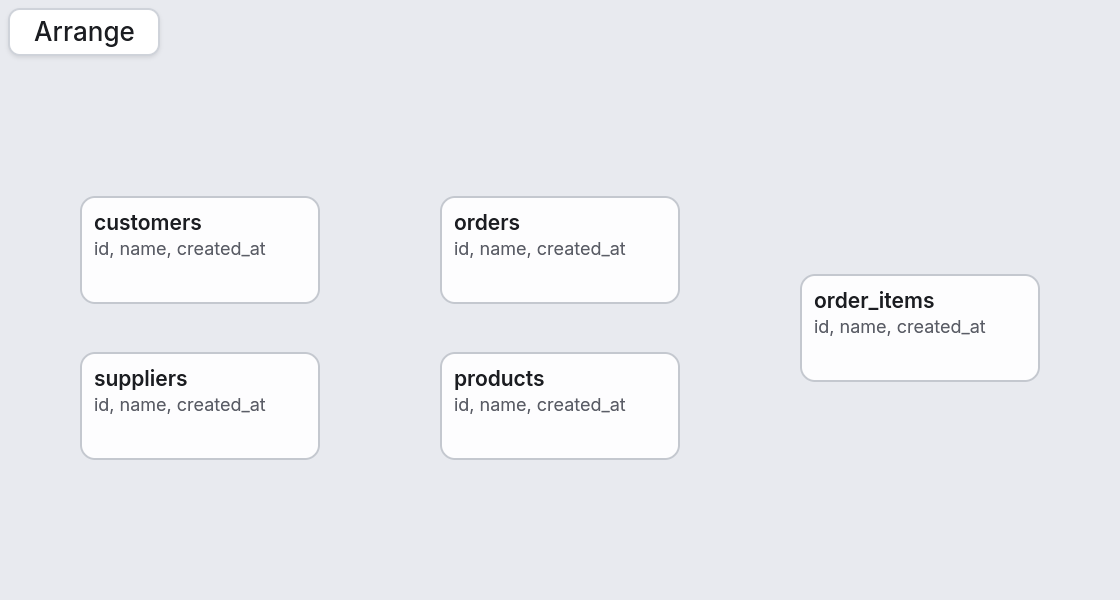 Arrange
customers
id, name, created_at
orders
id, name, created_at
order_items
id, name, created_at
suppliers
id, name, created_at
products
id, name, created_at